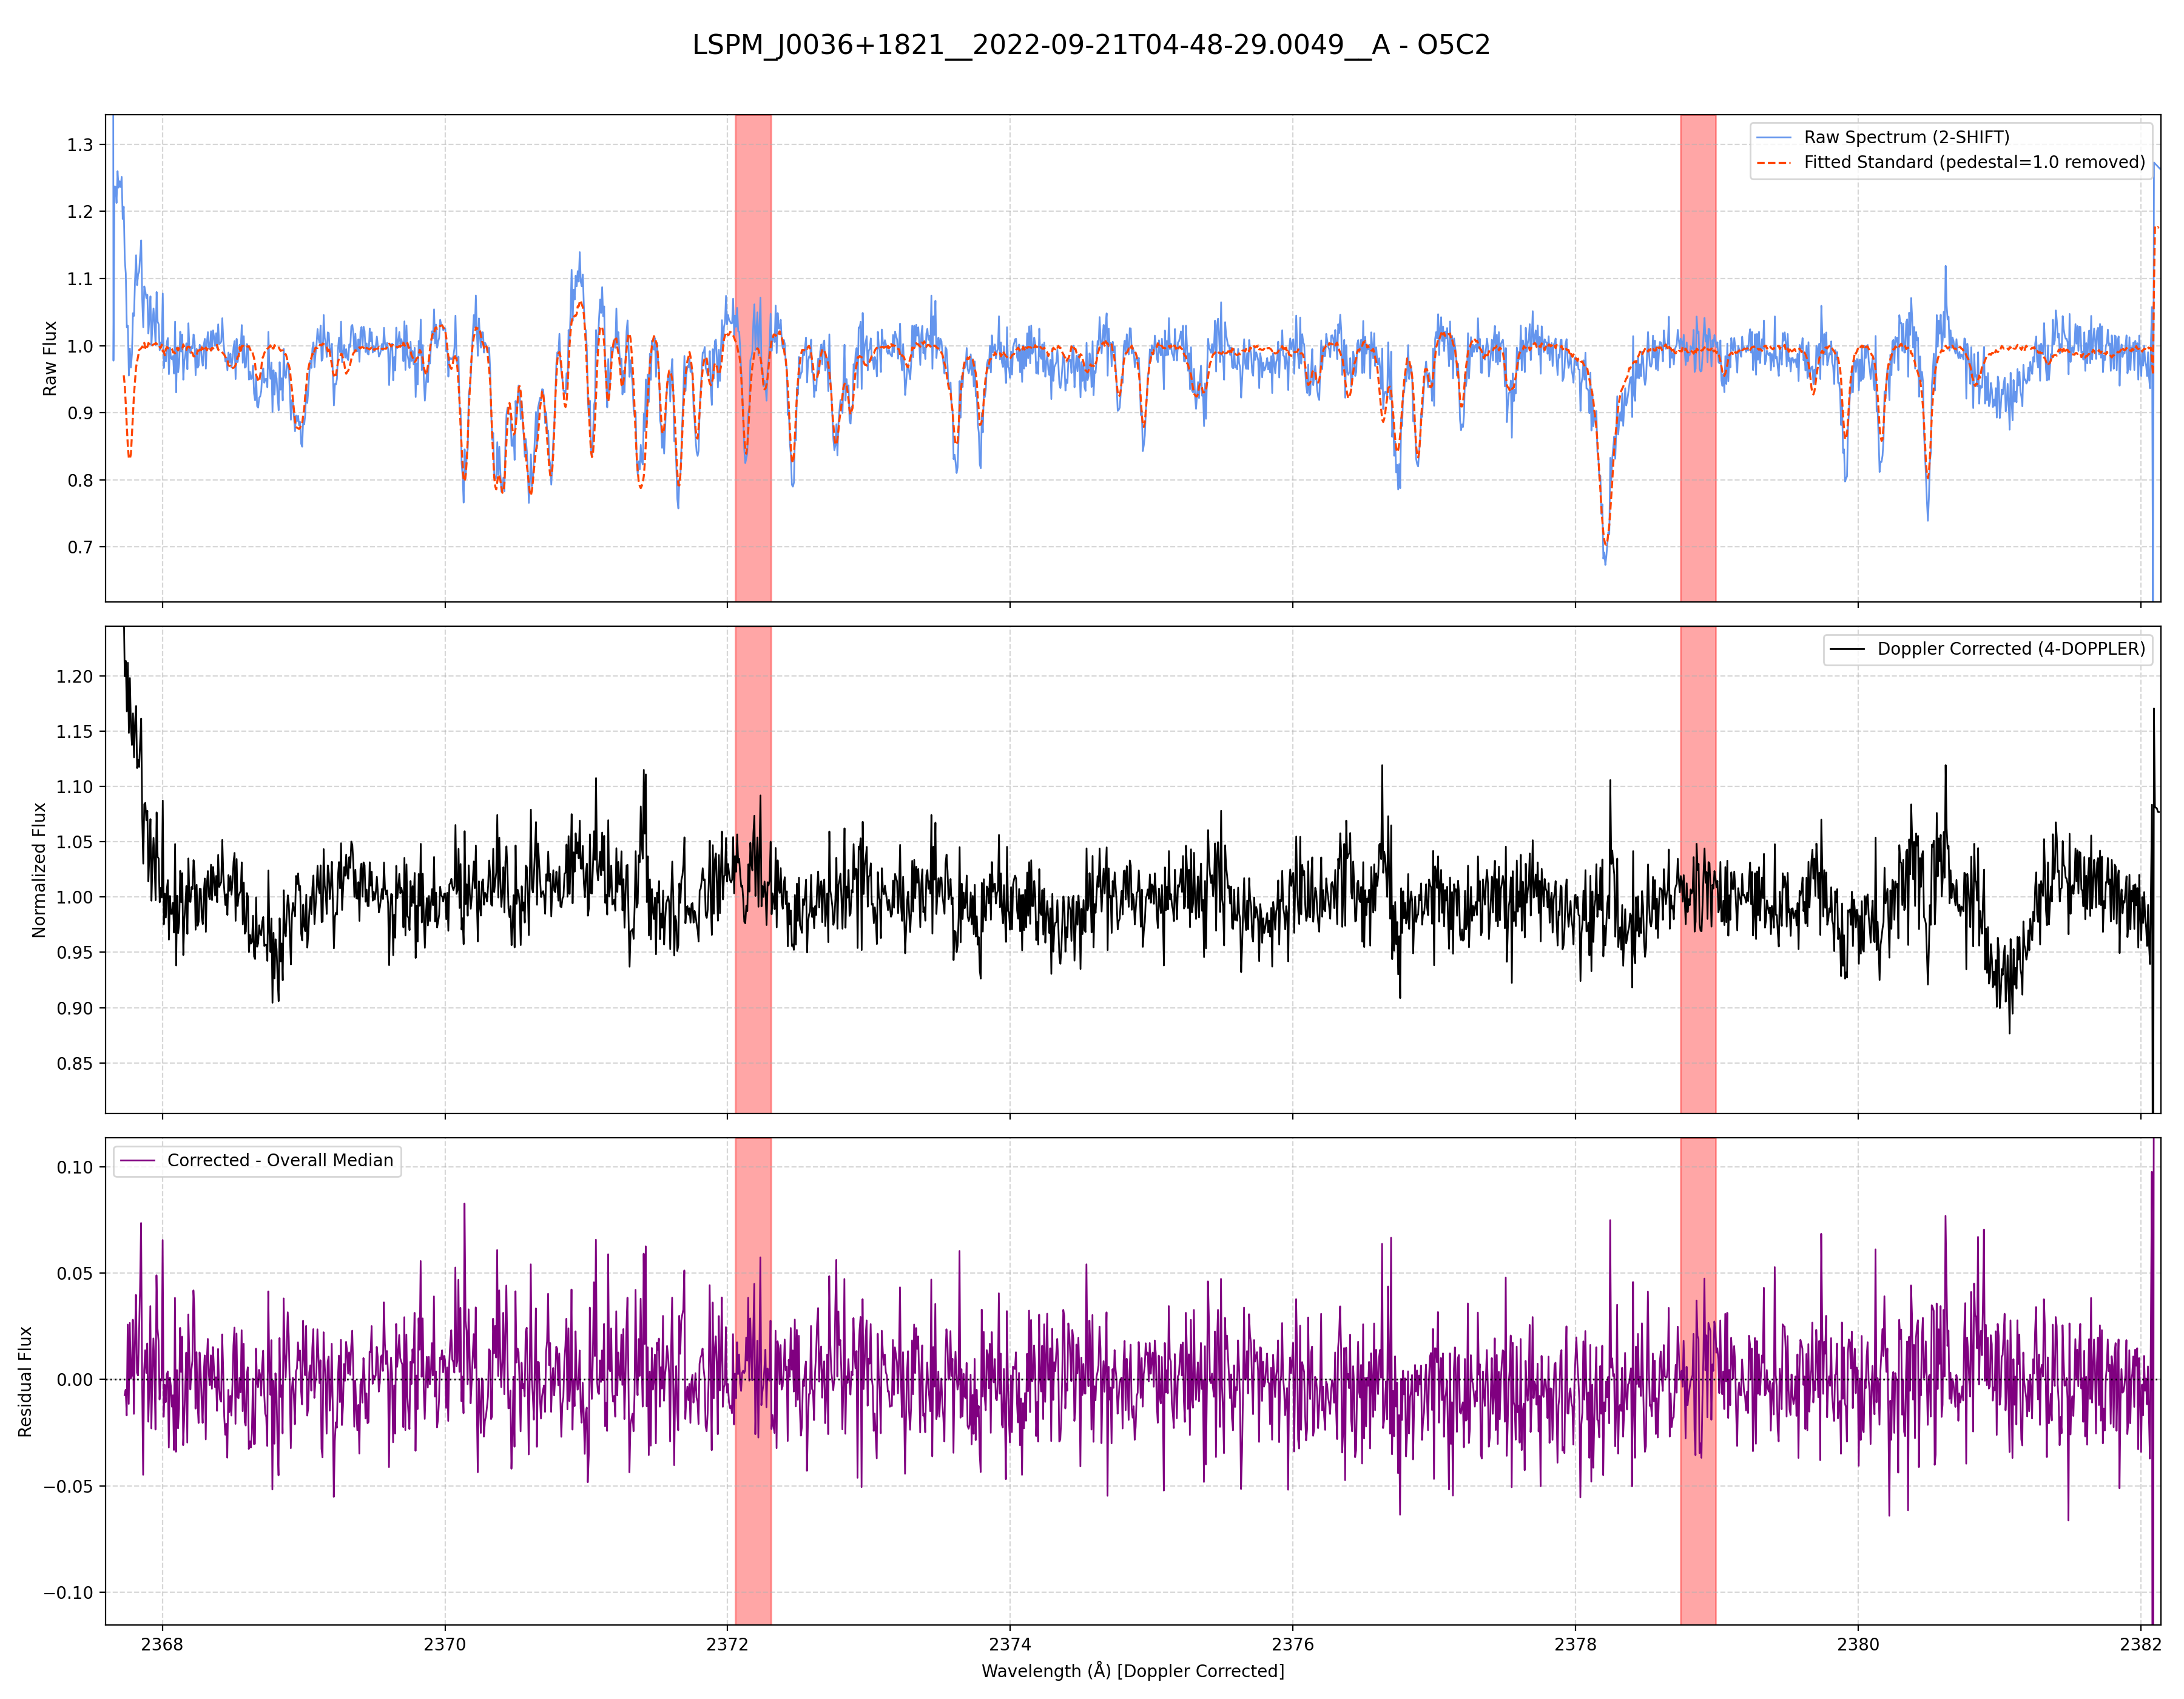 LSPM_J0036+1821__2022-09-21T04-48-29.0049__A - O5C2
Raw Flux
1.3
1.2
1.1
1.0
0.9
0.8
0.7
Raw Spectrum (2-SHIFT)
Fitted Standard (pedestal=1.0 removed)
Normalized Flux
1.20
1.15
1.10
1.05
1.00
0.95
0.90
0.85
Doppler Corrected (4-DOPPLER)
Residual Flux
0.10
0.05
0.00
−0.05
−0.10
Corrected - Overall Median
2368 2370 2372 2374 2376 2378 2380 2382
Wavelength (Å) [Doppler Corrected]